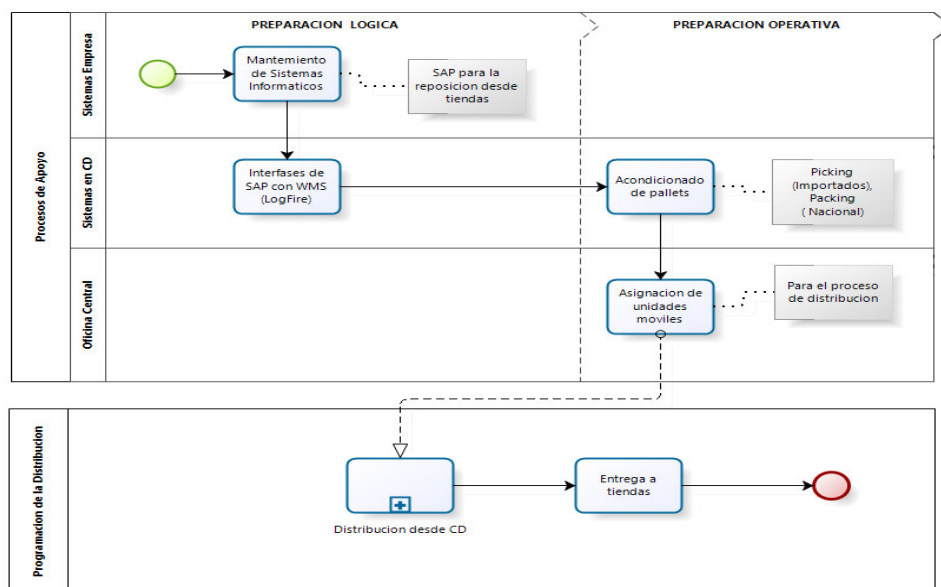 PREPARACION LOGICA
PREPARACION OPERATIVA
Procesos de Apoyo
Sistemas Empresa
Mantemiento
de Sistemas
Informaticos
SAP para la
reposicion desde
tiendas
Sistemas en CD
Interfases de
SAP con WMS
(LogFire)
Acondicionado
de pallets
Picking
(Importados),
Packing
( Nacional)
Oficina Central
Asignacion de
unidades
moviles
Para el proceso
de distribucion
Programacion de la Distribucion
Distribucion desde CD
Entrega a
tiendas